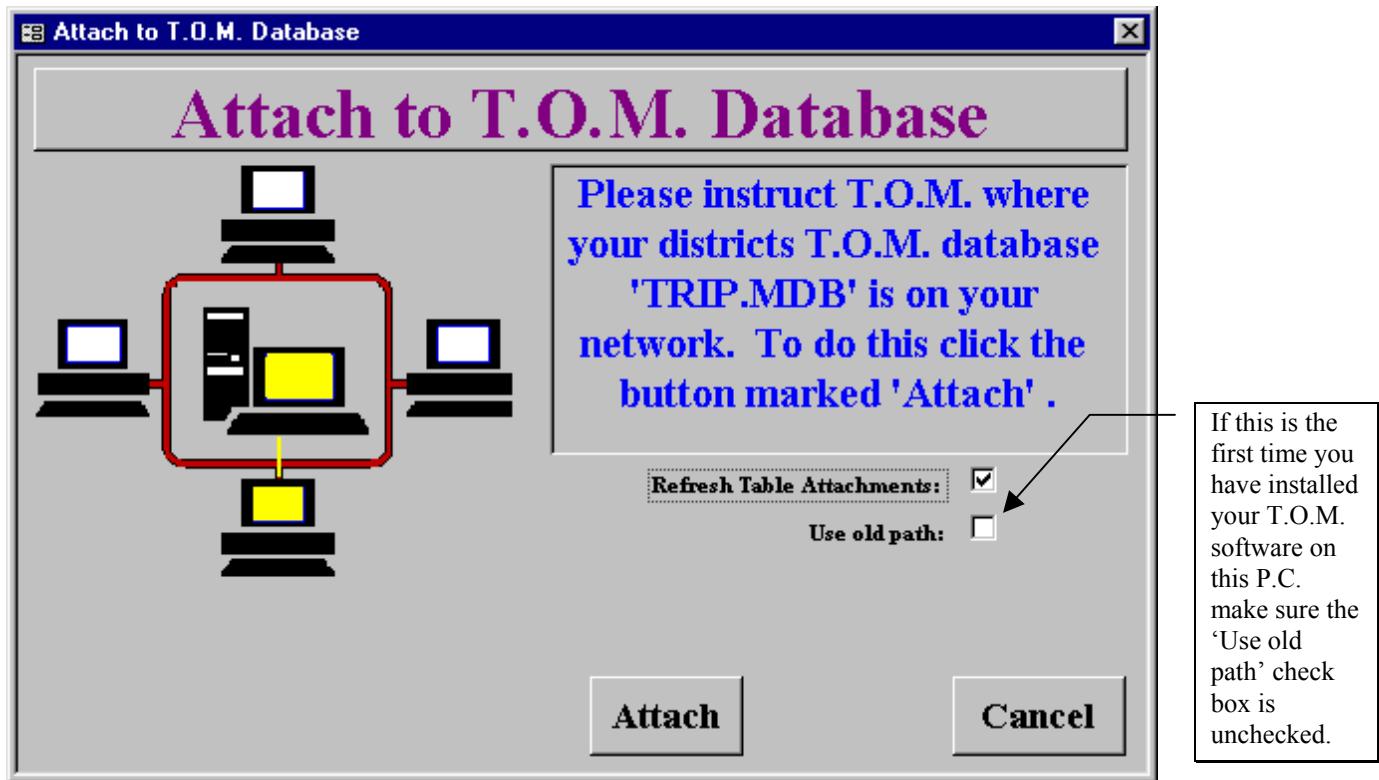 Attach to T.O.M. Database
Attach to T.O.M. Database
Please instruct T.O.M. where
your districts T.O.M. database
'TRIP.MDB' is on your
network.  To do this click the
button marked 'Attach' .
Refresh Table Attachments:
Use old path:
Attach
Cancel
If this is the
first time you
have installed
your T.O.M.
software on
this P.C.
make sure the
‘Use old
path’ check
box is
unchecked.